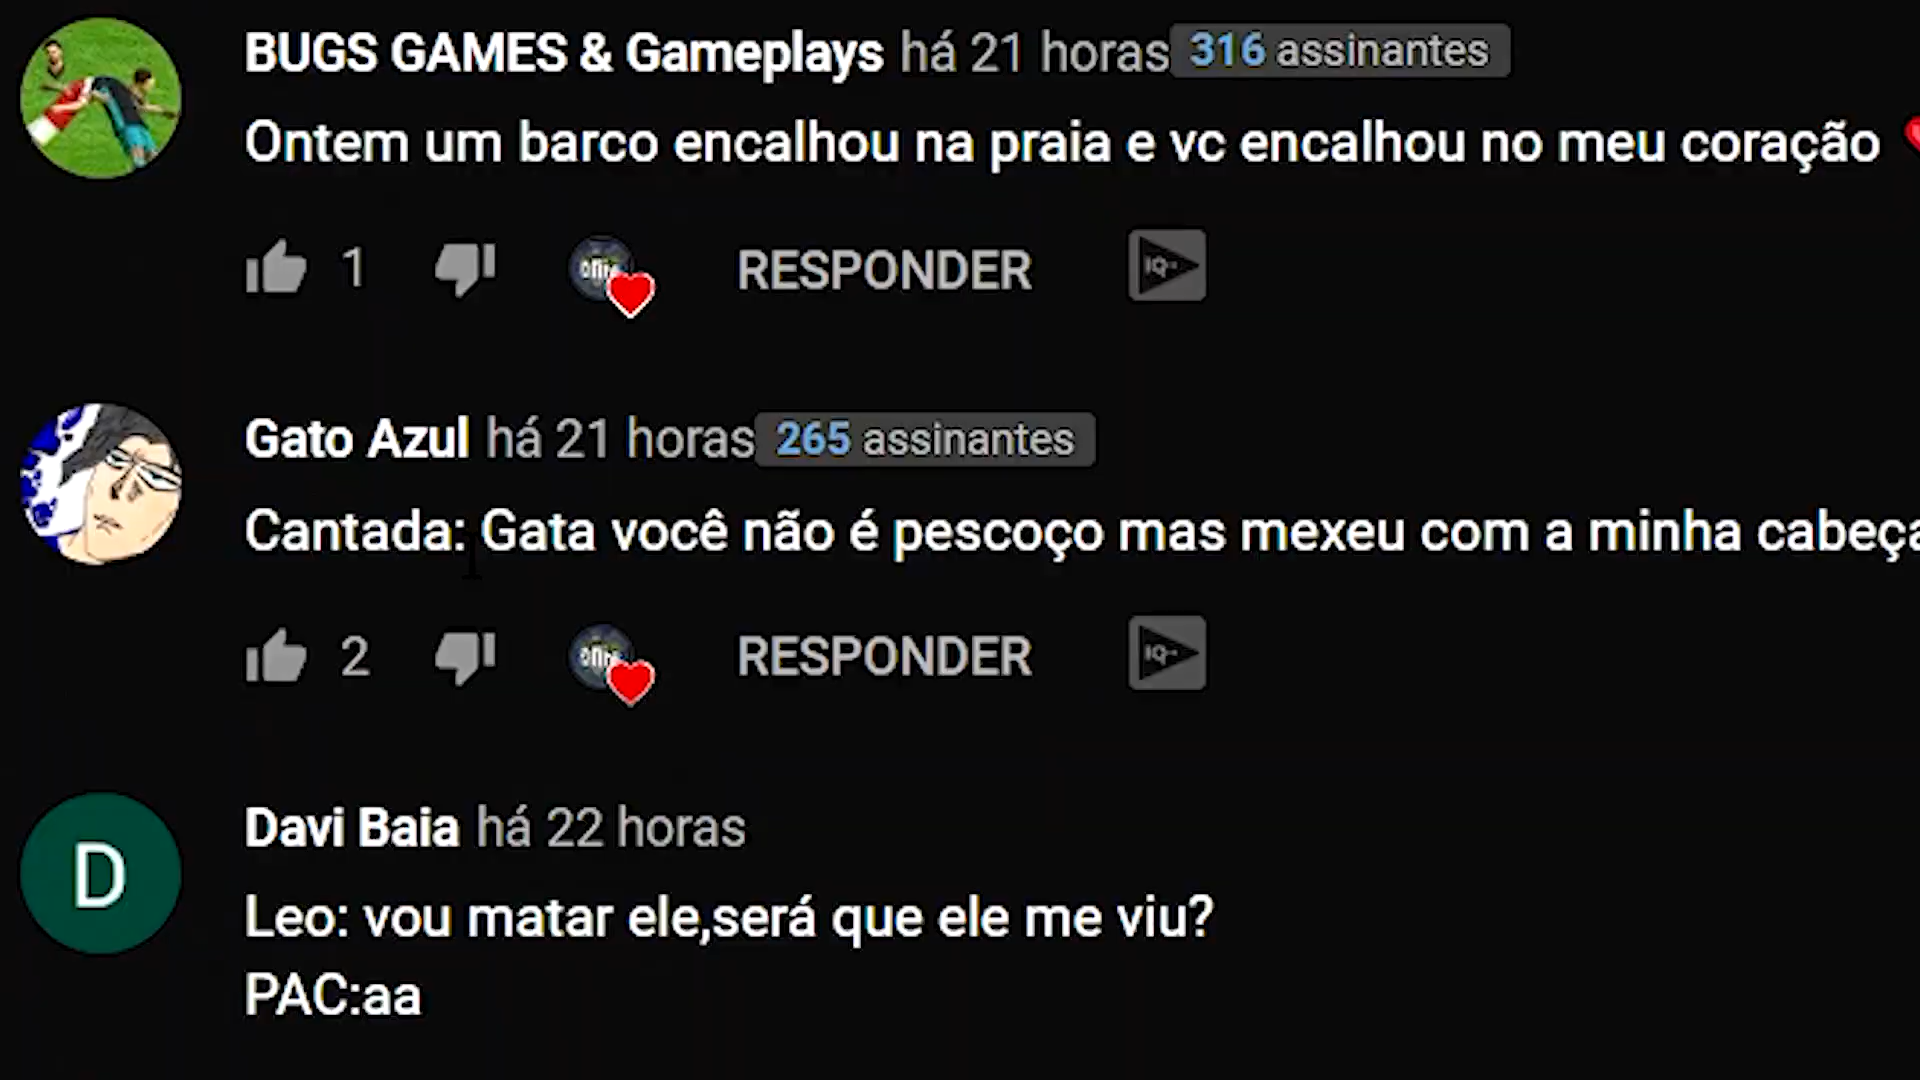 BUGS GAMES & Gameplays há 21 horas 316 assinantes
Ontem um barco encalhou na praia e vc encalhou no meu coração
1 RESPONDER IQ
Gato Azul há 21 horas 265 assinantes
Cantada: Gata você não é pescoço mas mexeu com a minha cabeça
2 RESPONDER IQ
D
Davi Baia há 22 horas
Leo: vou matar ele,será que ele me viu?
PAC:aa